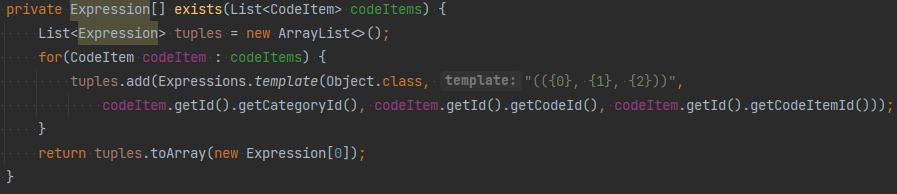 private Expression[] exists(List<CodeItem> codeItems) {
List<Expression> tuples = new ArrayList<>();
for(CodeItem codeItem : codeItems) {
tuples.add(Expressions.template(Object.class, template: "(({0}, {1}, {2}))",
codeItem.getId().getCategoryId(), codeItem.getId().getCodeId(), codeItem.getId().getCodeItemId()));
}
return tuples.toArray(new Expression[0]);
}